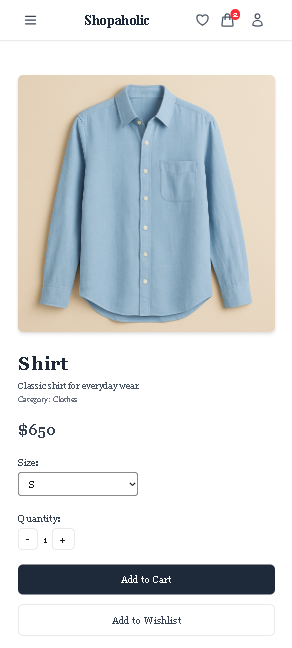 Shopaholic
2
Shirt
Classic shirt for everyday wear.
Category: Clothes
$650
Size:
S
Quantity:
- 1 +
Add to Cart
Add to Wishlist